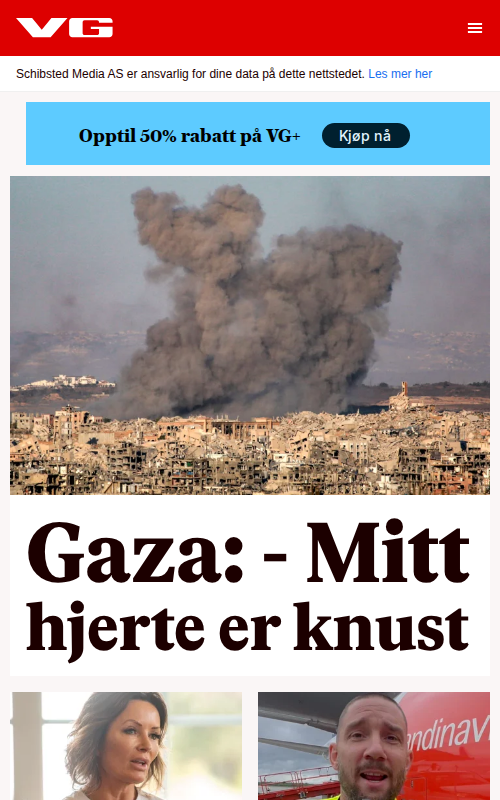 VG
Schibsted Media AS er ansvarlig for dine data på dette nettstedet. Les mer her
Opptil 50% rabatt på VG+ Kjøp nå
Gaza: - Mitt
hjerte er knust